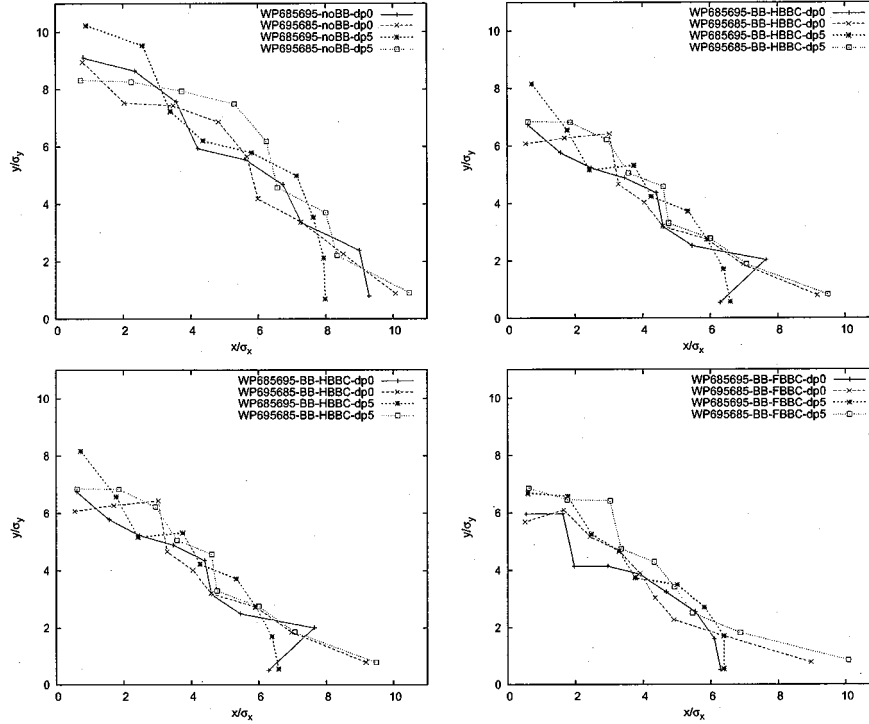 WP685695-noBB-dp0
WP695685-noBB-dp0
WP685695-noBB-dp5
WP695685-noBB-dp5
10
8
6
4
2
0
y/σy
0 2 4 6 8 10
x/σx
WP685695-BB-HBBC-dp0
WP695685-BB-HBBC-dp0
WP685695-BB-HBBC-dp5
WP695685-BB-HBBC-dp5
10
8
6
4
2
0
y/σy
0 2 4 6 8 10
x/σx
WP685695-BB-HBBC-dp0
WP695685-BB-HBBC-dp0
WP685695-BB-HBBC-dp5
WP695685-BB-HBBC-dp5
10
8
6
4
2
0
y/σy
0 2 4 6 8 10
x/σx
WP685695-BB-FBBC-dp0
WP695685-BB-FBBC-dp0
WP685695-BB-FBBC-dp5
WP695685-BB-FBBC-dp5
10
8
6
4
2
0
y/σy
0 2 4 6 8 10
x/σx